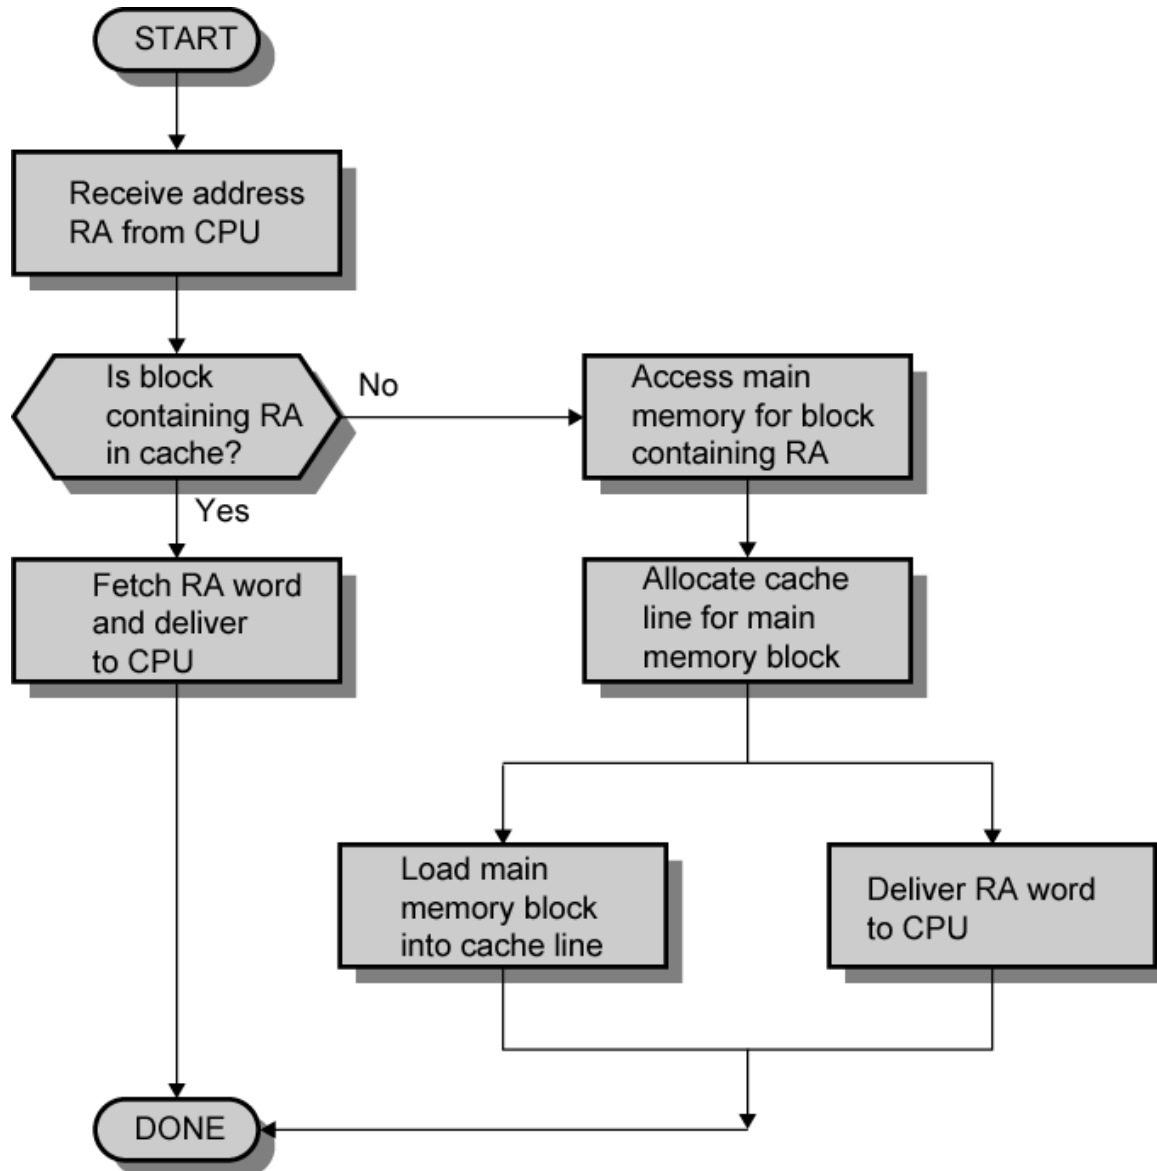 START
Receive address
RA from CPU
Is block
containing RA
in cache?
No
Access main
memory for block
containing RA
Yes
Fetch RA word
and deliver
to CPU
Allocate cache
line for main
memory block
Load main
memory block
into cache line
Deliver RA word
to CPU
DONE